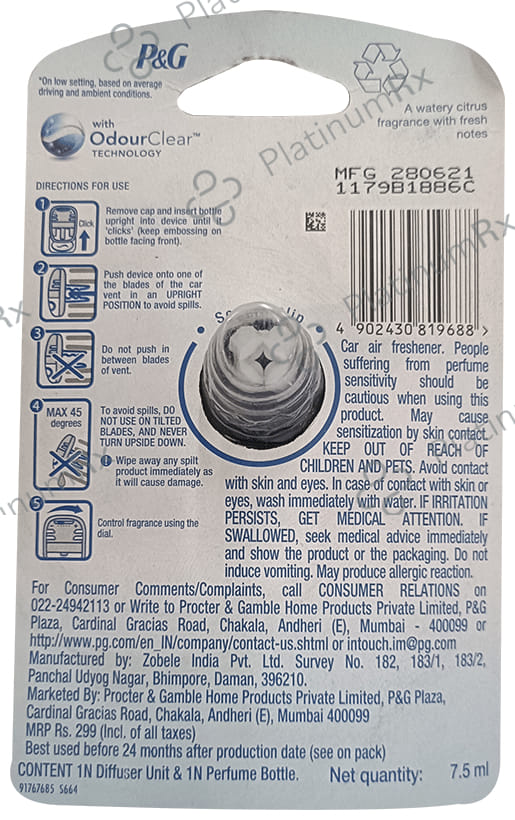 P&G
*On low setting, based on average
driving and ambient conditions.
with
OdourClear™
TECHNOLOGY
A watery citrus
fragrance with fresh
notes
MFG 280621
1179B1886C
DIRECTIONS FOR USE
1
Click
Remove cap and insert bottle
upright into device until it
'clicks' (keep embossing on
bottle facing front).
2
Push device onto one of
the blades of the car
vent in an UPRIGHT
POSITION to avoid spills.
3
Do not push in
between blades
of vent.
4
MAX 45
degrees
To avoid spills, DO
NOT USE ON TILTED
BLADES, AND NEVER
TURN UPSIDE DOWN.
Wipe away any spilt
product immediately as
it will cause damage.
5
Control fragrance using the
dial.
4 902430 819688 >
Car air freshener. People
suffering from perfume
sensitivity should be
cautious when using this
product. May cause
sensitization by skin contact.
KEEP OUT OF REACH OF
CHILDREN AND PETS. Avoid contact
with skin and eyes. In case of contact with skin or
eyes, wash immediately with water. IF IRRITATION
PERSISTS, GET MEDICAL ATTENTION. IF
SWALLOWED, seek medical advice immediately
and show the product or the packaging. Do not
induce vomiting. May produce allergic reaction.
For Consumer Comments/Complaints, call CONSUMER RELATIONS on
022-24942113 or Write to Procter & Gamble Home Products Private Limited, P&G
Plaza, Cardinal Gracias Road, Chakala, Andheri (E), Mumbai - 400099 or
http://www.pg.com/en_IN/company/contact-us.shtml or intouch.im@pg.com
Manufactured by: Zobele India Pvt. Ltd. Survey No. 182, 183/1, 183/2,
Panchal Udyog Nagar, Bhimpore, Daman, 396210.
Marketed By: Procter & Gamble Home Products Private Limited, P&G Plaza,
Cardinal Gracias Road, Chakala, Andheri (E), Mumbai 400099
MRP Rs. 299 (Incl. of all taxes)
Best used before 24 months after production date (see on pack)
CONTENT 1N Diffuser Unit & 1N Perfume Bottle. Net quantity: 7.5 ml
91767685 S664
PlatinumRx
PlatinumRx
PlatinumRx
PlatinumRx